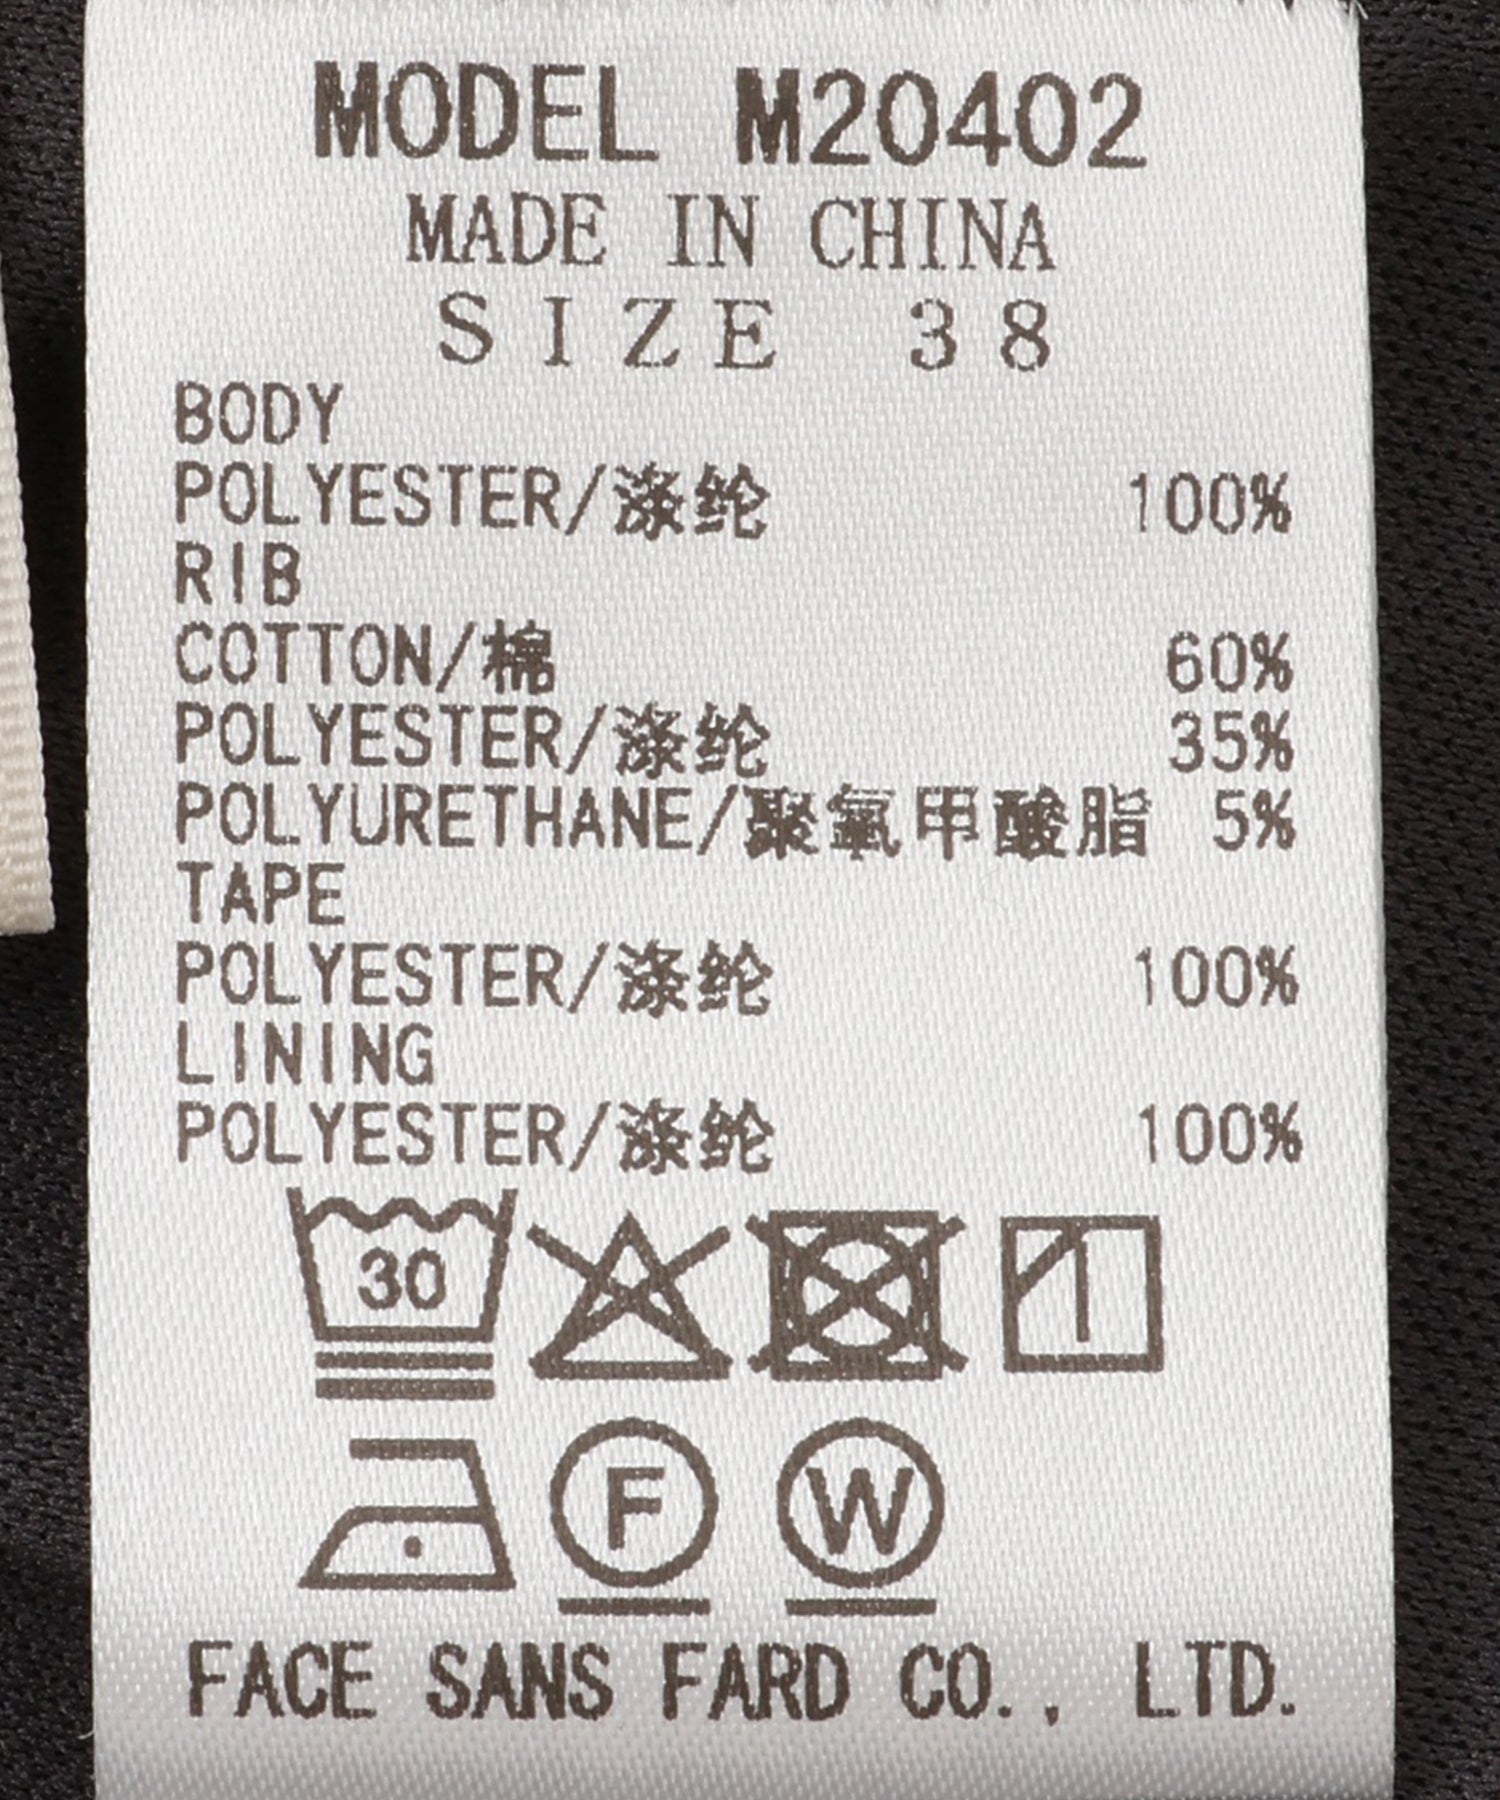 MODEL M20402
MADE IN CHINA
SIZE 38
BODY
POLYESTER/涤纶 100%
RIB
COTTON/棉 60%
POLYESTER/涤纶 35%
POLYURETHANE/聚氧甲酸脂 5%
TAPE
POLYESTER/涤纶 100%
LINING
POLYESTER/涤纶 100%
30
F W
FACE SANS FARD CO., LTD.